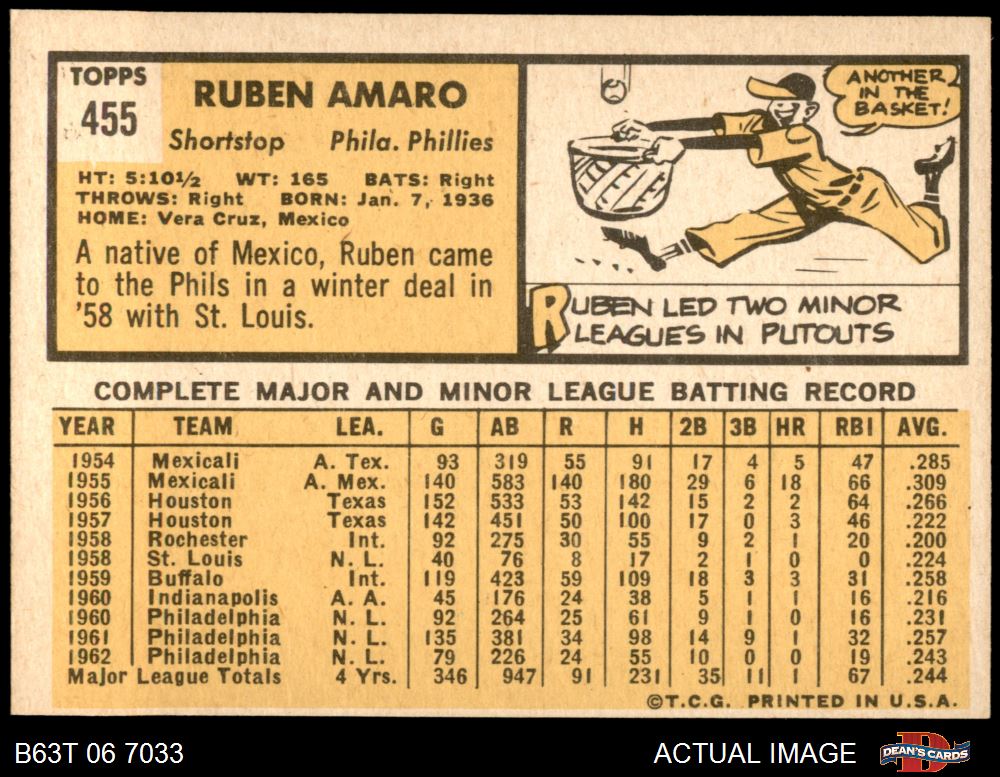 TOPPS
455
RUBEN AMARO
Shortstop Phila. Phillies
HT: 5:10½ WT: 165 BATS: Right
THROWS: Right BORN: Jan. 7, 1936
HOME: Vera Cruz, Mexico
A native of Mexico, Ruben came
to the Phils in a winter deal in
'58 with St. Louis.
ANOTHER
IN THE
BASKET!
RUBEN LED TWO MINOR
LEAGUES IN PUTOUTS
COMPLETE MAJOR AND MINOR LEAGUE BATTING RECORD
YEAR TEAM LEA. G AB R H 2B 3B HR RBI AVG.
1954 Mexicali A. Tex. 93 319 55 91 17 4 5 47 .285
1955 Mexicali A. Mex. 140 583 140 180 29 6 18 66 .309
1956 Houston Texas 152 533 53 142 15 2 2 64 .266
1957 Houston Texas 142 451 50 100 17 0 3 46 .222
1958 Rochester Int. 92 275 30 55 9 2 1 20 .200
1958 St. Louis N. L. 40 76 8 17 2 1 0 0 .224
1959 Buffalo Int. 119 423 59 109 18 3 3 31 .258
1960 Indianapolis A. A. 45 176 24 38 5 1 1 16 .216
1960 Philadelphia N. L. 92 264 25 61 9 1 0 16 .231
1961 Philadelphia N. L. 135 381 34 98 14 9 1 32 .257
1962 Philadelphia N. L. 79 226 24 55 10 0 0 19 .243
Major League Totals 4 Yrs. 346 947 91 231 35 11 1 67 .244
©T.C.G. PRINTED IN U.S.A.
B63T 06 7033 ACTUAL IMAGE
DEAN'S CARDS